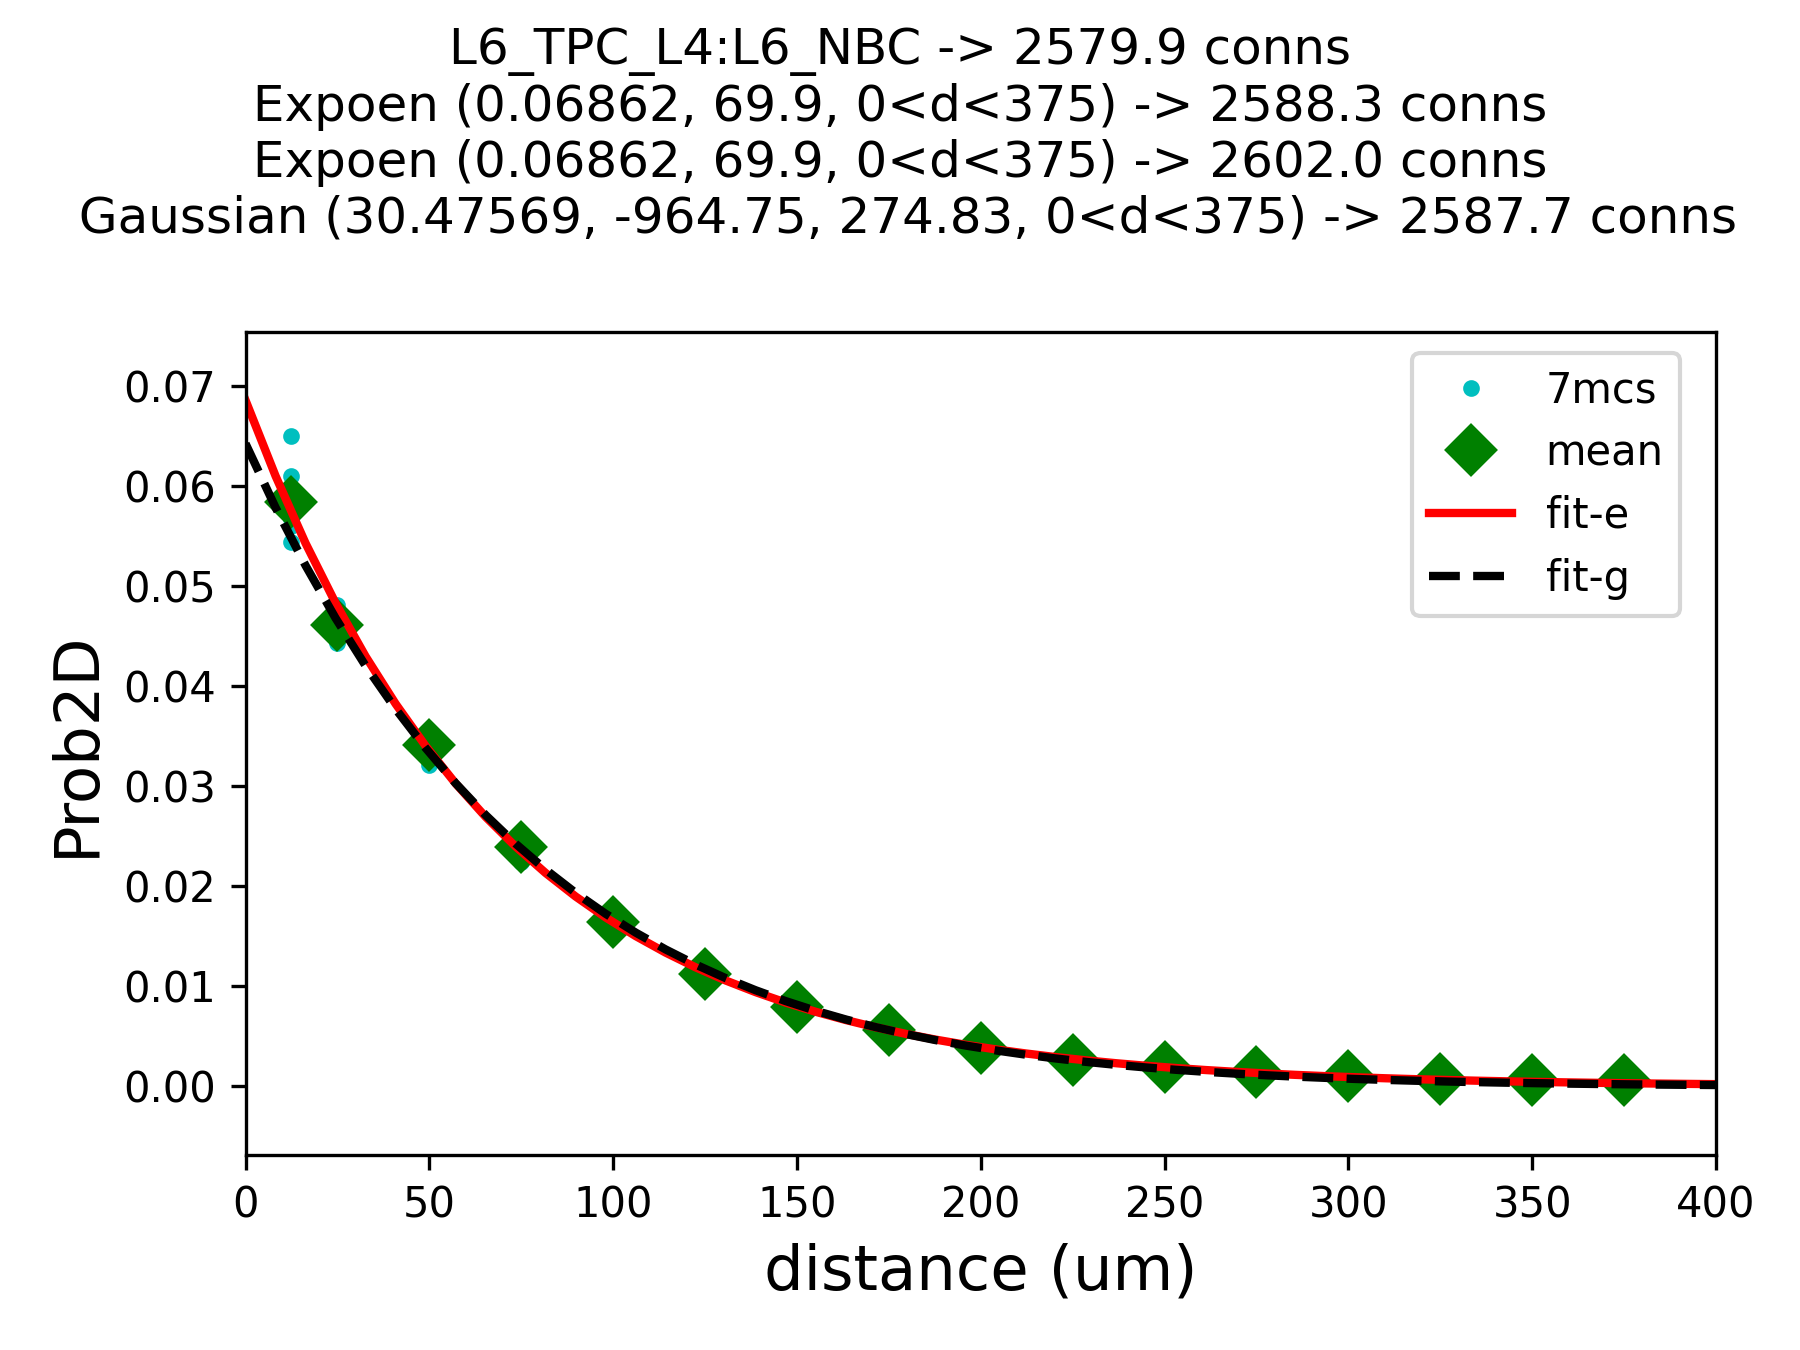 L6_TPC_L4:L6_NBC -> 2579.9 conns
Expoen (0.06862, 69.9, 0<d<375) -> 2588.3 conns
Expoen (0.06862, 69.9, 0<d<375) -> 2602.0 conns
Gaussian (30.47569, -964.75, 274.83, 0<d<375) -> 2587.7 conns
7mcs
mean
fit-e
fit-g
Prob2D
0.07
0.06
0.05
0.04
0.03
0.02
0.01
0.00
0 50 100 150 200 250 300 350 400
distance (um)